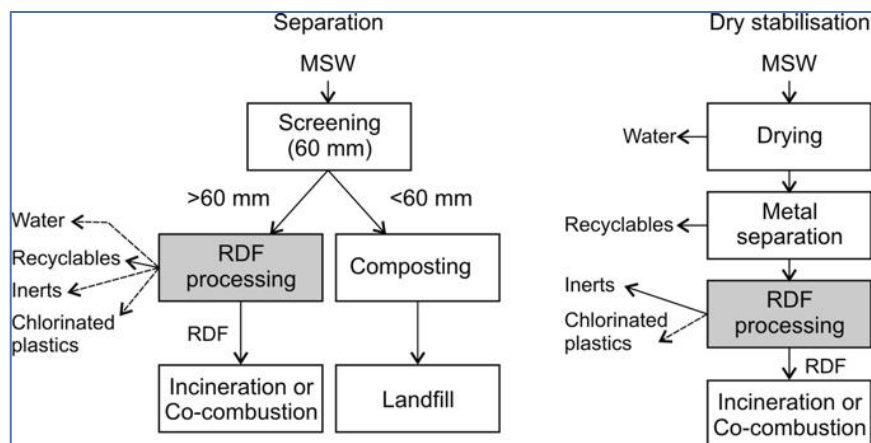 Separation
MSW
Screening
(60 mm)
>60 mm
<60 mm
Water
Recyclables
Inerts
Chlorinated
plastics
RDF
processing
Composting
RDF
Incineration or
Co-combustion
Landfill
Dry stabilisation
MSW
Water
Drying
Recyclables
Metal
separation
Inerts
Chlorinated
plastics
RDF
processing
RDF
Incineration or
Co-combustion